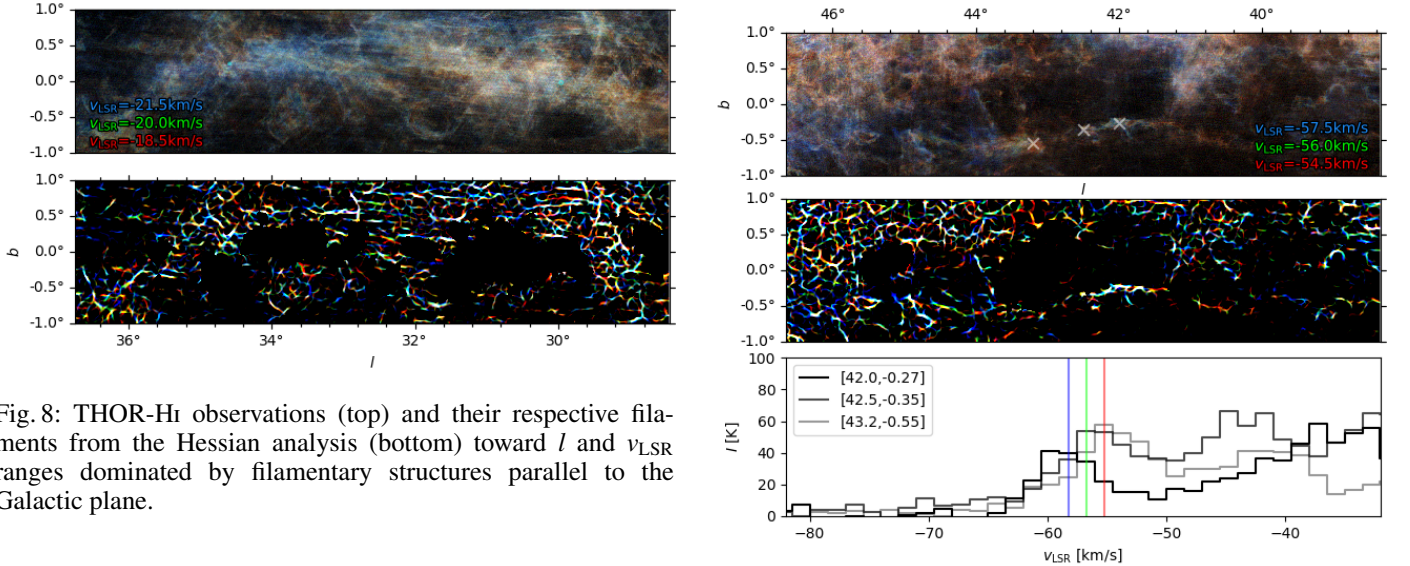 1.0°
0.5°
0.0°
-0.5°
-1.0°
b
vLSR=-21.5km/s
vLSR=-20.0km/s
vLSR=-18.5km/s
1.0°
0.5°
0.0°
-0.5°
-1.0°
b
36° 34° 32° 30°
l
Fig. 8: THOR-HI observations (top) and their respective fila-
ments from the Hessian analysis (bottom) toward l and vLSR
ranges dominated by filamentary structures parallel to the
Galactic plane.
46° 44° 42° 40°
1.0°
0.5°
0.0°
-0.5°
-1.0°
b
vLSR=-57.5km/s
vLSR=-56.0km/s
vLSR=-54.5km/s
l
1.0°
0.5°
0.0°
-0.5°
-1.0°
b
100
80
60
40
20
0
I [K]
[42.0,-0.27]
[42.5,-0.35]
[43.2,-0.55]
−80 −70 −60 −50 −40
vLSR [km/s]